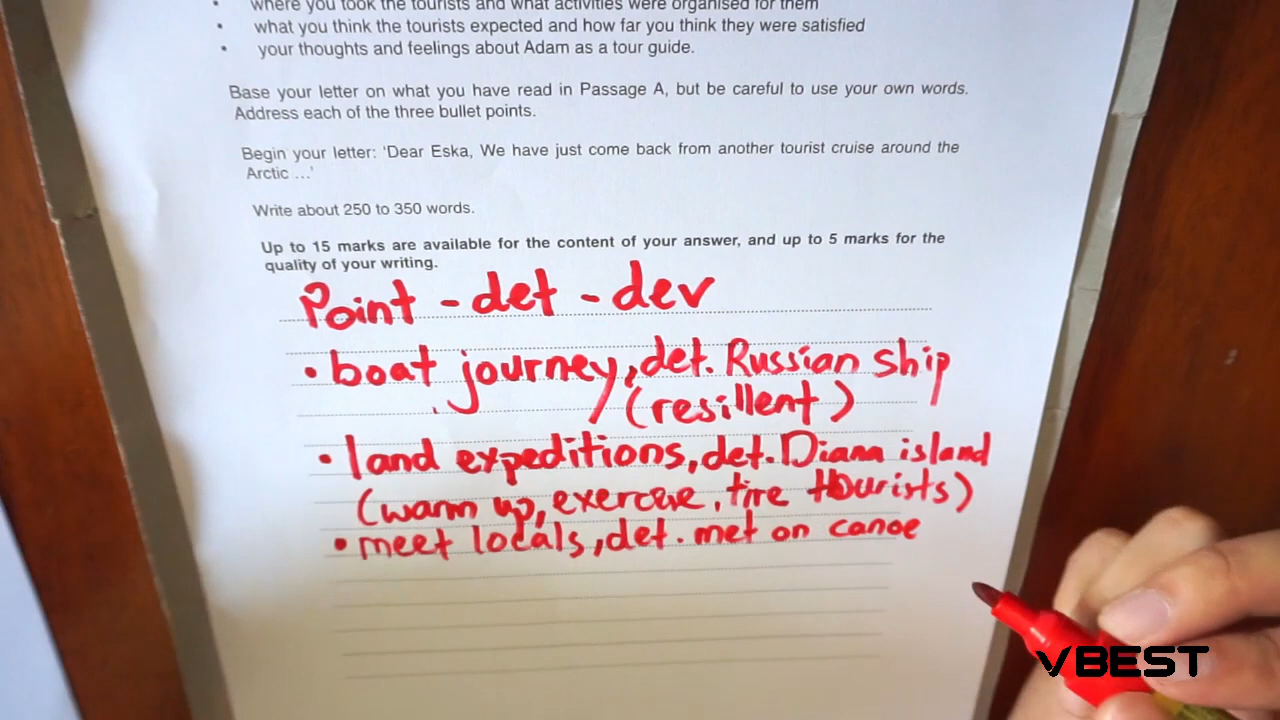 • where you took the tourists and what activities were organised for them
• what you think the tourists expected and how far you think they were satisfied
• your thoughts and feelings about Adam as a tour guide.
Base your letter on what you have read in Passage A, but be careful to use your own words.
Address each of the three bullet points.
Begin your letter: ‘Dear Eska, We have just come back from another tourist cruise around the
Arctic …’
Write about 250 to 350 words.
Up to 15 marks are available for the content of your answer, and up to 5 marks for the
quality of your writing.
Point - det - dev
• boat journey, det. Russian ship
(resillent)
• land expeditions, det. Diana island
(warm up, exercise, tire tourists)
• meet locals, det. met on canoe
VBEST